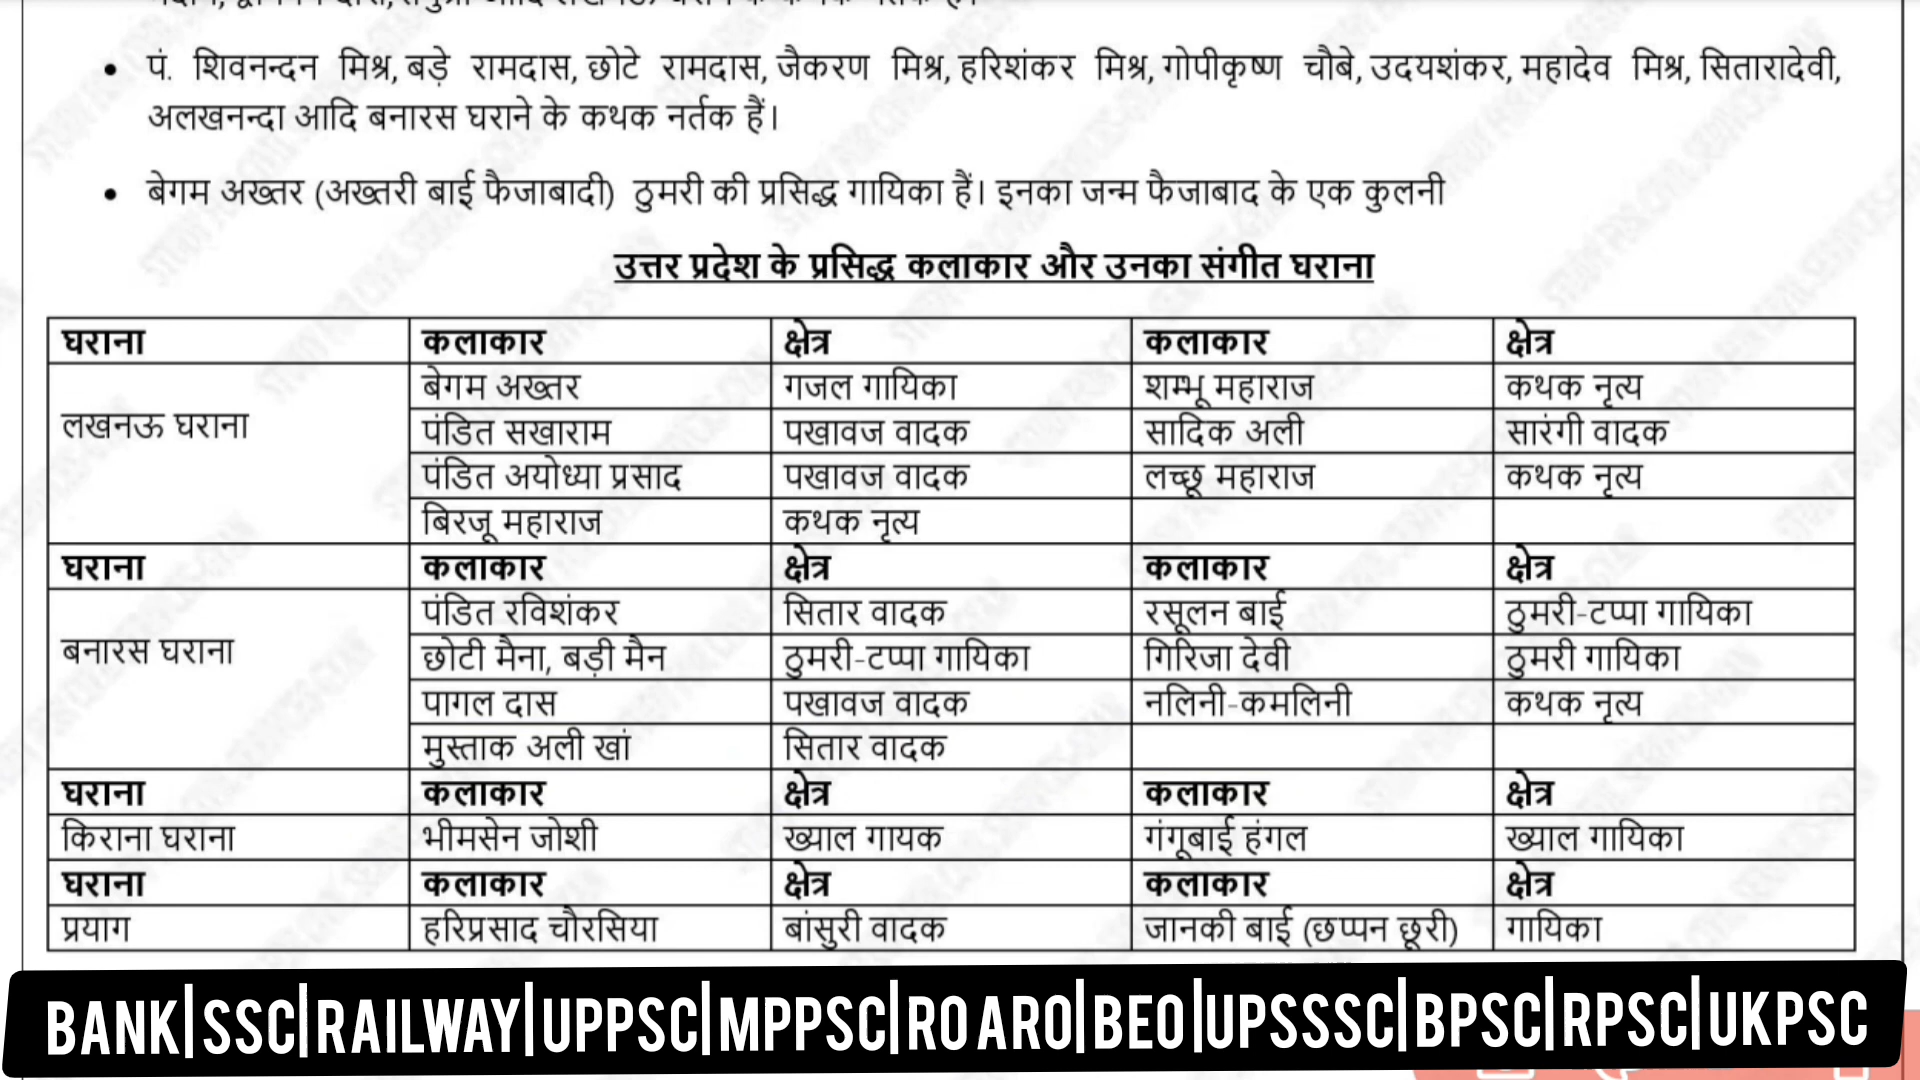 पं. शिवनन्दन मिश्र, बड़े रामदास, छोटे रामदास, जैकरण मिश्र, हरिशंकर मिश्र, गोपीकृष्ण चौबे, उदयशंकर, महादेव मिश्र, सितारादेवी,
अलखनन्दा आदि बनारस घराने के कथक नर्तक हैं।
बेगम अख्तर (अख्तरी बाई फैजाबादी) ठुमरी की प्रसिद्ध गायिका हैं। इनका जन्म फैजाबाद के एक कुलनी
उत्तर प्रदेश के प्रसिद्ध कलाकार और उनका संगीत घराना
घराना कलाकार क्षेत्र कलाकार क्षेत्र
लखनऊ घराना बेगम अख्तर गजल गायिका शम्भू महाराज कथक नृत्य
पंडित सखाराम पखावज वादक सादिक अली सारंगी वादक
पंडित अयोध्या प्रसाद पखावज वादक लच्छू महाराज कथक नृत्य
बिरजू महाराज कथक नृत्य
घराना कलाकार क्षेत्र कलाकार क्षेत्र
बनारस घराना पंडित रविशंकर सितार वादक रसूलन बाई ठुमरी-टप्पा गायिका
छोटी मैना, बड़ी मैन ठुमरी-टप्पा गायिका गिरिजा देवी ठुमरी गायिका
पागल दास पखावज वादक नलिनी-कमलिनी कथक नृत्य
मुस्ताक अली खां सितार वादक
घराना कलाकार क्षेत्र कलाकार क्षेत्र
किराना घराना भीमसेन जोशी ख्याल गायक गंगूबाई हंगल ख्याल गायिका
घराना कलाकार क्षेत्र कलाकार क्षेत्र
प्रयाग हरिप्रसाद चौरसिया बांसुरी वादक जानकी बाई (छप्पन छूरी) गायिका
BANK|SSC|RAILWAY|UPPSC|MPPSC|RO ARO|BEO|UPSSSC|BPSC|RPSC|UKPSC